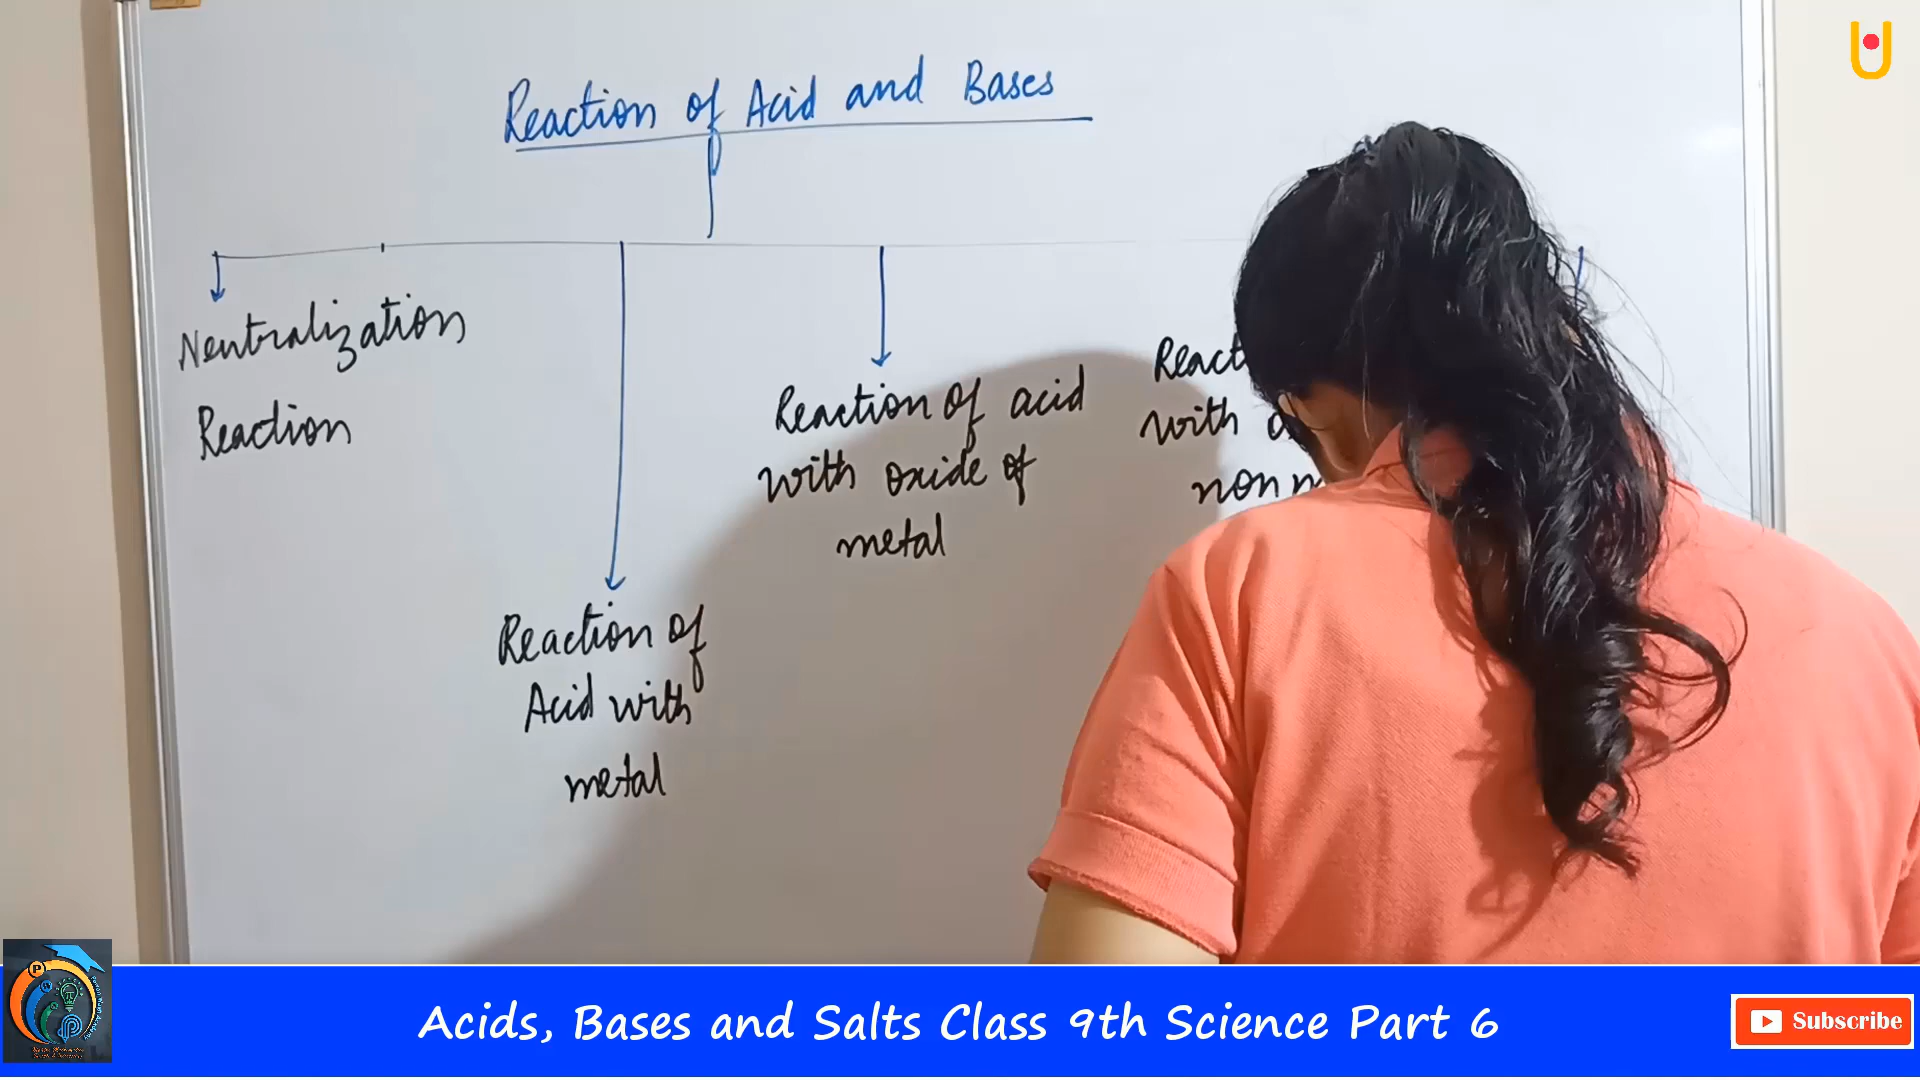 Reaction of Acid and Bases
Neutralization
Reaction
Reaction of
Acid with
metal
Reaction of acid
with oxide of
metal
with
non
Acids, Bases and Salts Class 9th Science Part 6
Subscribe